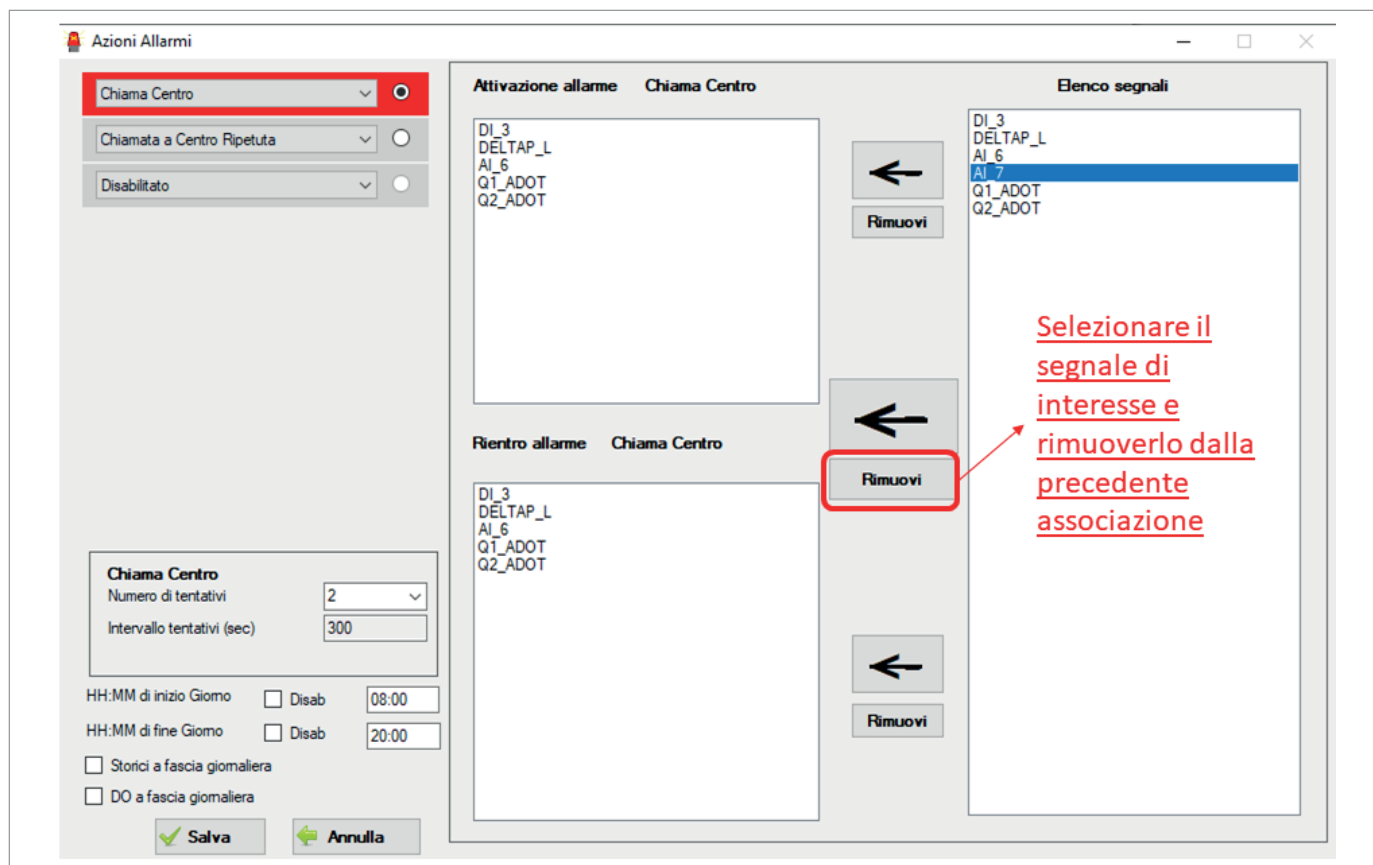 Azioni Allarmi
Chiama Centro
Chiamata a Centro Ripetuta
Disabilitato
Attivazione allarme Chiama Centro
DI_3
DELTAP_L
AI_6
Q1_ADOT
Q2_ADOT
Rimuovi
Elenco segnali
DI_3
DELTAP_L
AI_6
AI_7
Q1_ADOT
Q2_ADOT
Rimuovi
Selezionare il
segnale di
interesse e
rimuoverlo dalla
precedente
associazione
Rientro allarme Chiama Centro
DI_3
DELTAP_L
AI_6
Q1_ADOT
Q2_ADOT
Rimuovi
Chiama Centro
Numero di tentativi 2
Intervallo tentativi (sec) 300
HH:MM di inizio Giorno Disab 08:00
HH:MM di fine Giorno Disab 20:00
Storici a fascia giornaliera
DO a fascia giornaliera
Salva Annulla